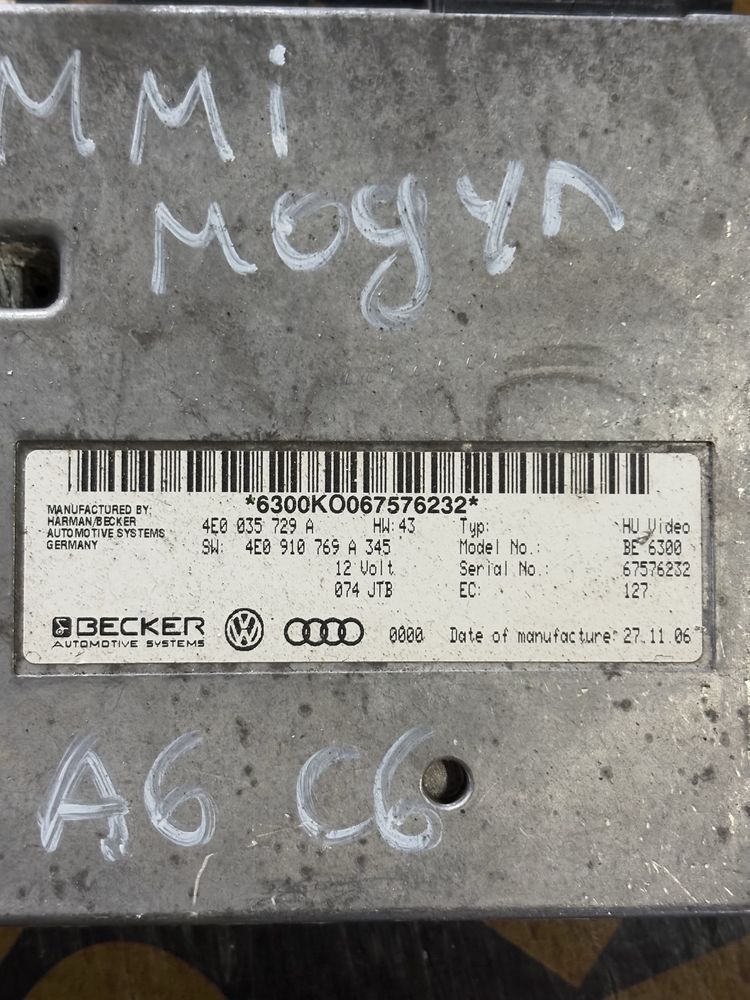 MMi
модул
*6300KO067576232*
MANUFACTURED BY:
HARMAN/BECKER
AUTOMOTIVE SYSTEMS
GERMANY
4E0 035 729 A HW: 43 Typ: HU Video
SW: 4E0 910 769 A 345 Model No.: BE 6300
12 Volt Serial No.: 67576232
074 JTB EC: 127
BECKER
AUTOMOTIVE SYSTEMS
0000 Date of manufacture: 27.11.06
A6 C6